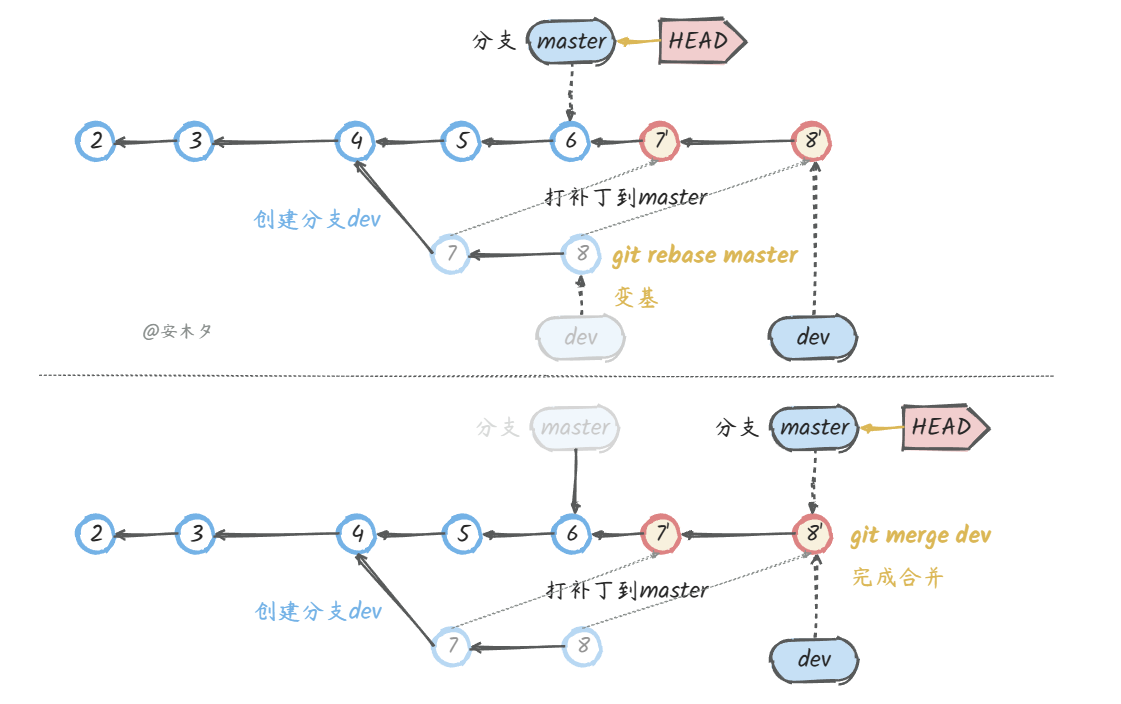 分支 master HEAD
2 3 4 5 6 7' 8'
打补丁到master
创建分支dev
7 8 git rebase master
变基
@安木夕
dev dev
分支 master 分支 master HEAD
2 3 4 5 6 7' 8' git merge dev
完成合并
打补丁到master
创建分支dev
7 8
dev